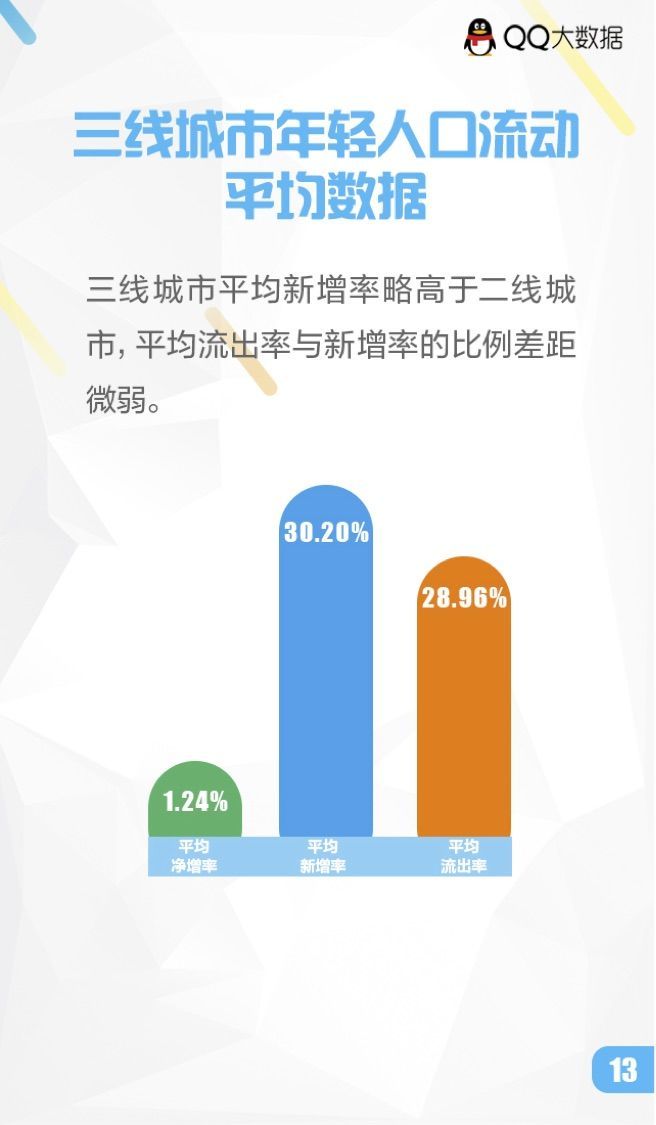 QQ大数据
三线城市年轻人口流动
平均数据
三线城市平均新增率略高于二线城
市，平均流出率与新增率的比例差距
微弱。
30.20%
28.96%
1.24%
平均 平均 平均
净增率 新增率 流出率
13